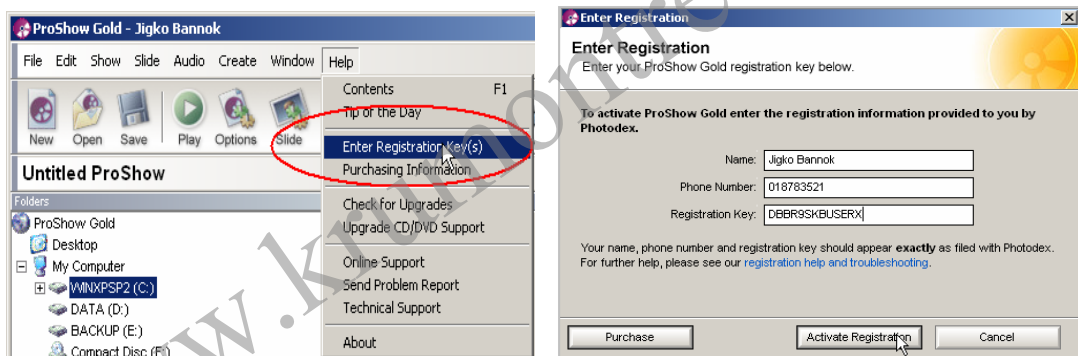 ProShow Gold - Jigko Bannok
File Edit Show Slide Audio Create Window Help
New Open Save Play Options Slide
Untitled ProShow
Folders
ProShow Gold
Desktop
My Computer
WINXPSP2 (C:)
DATA (D:)
BACKUP (E:)
Compact Disc (F:)
Contents F1
Tip of the Day
Enter Registration Key(s)
Purchasing Information
Check for Upgrades
Upgrade CD/DVD Support
Online Support
Send Problem Report
Technical Support
About
Enter Registration
Enter Registration
Enter your ProShow Gold registration key below.
To activate ProShow Gold enter the registration information provided to you by
Photodex.
Name: Jigko Bannok
Phone Number: 018783521
Registration Key: DBBR9SKBUSERX
Your name, phone number and registration key should appear exactly as filed with Photodex.
For further help, please see our registration help and troubleshooting.
Purchase Activate Registration Cancel
www.krumontre